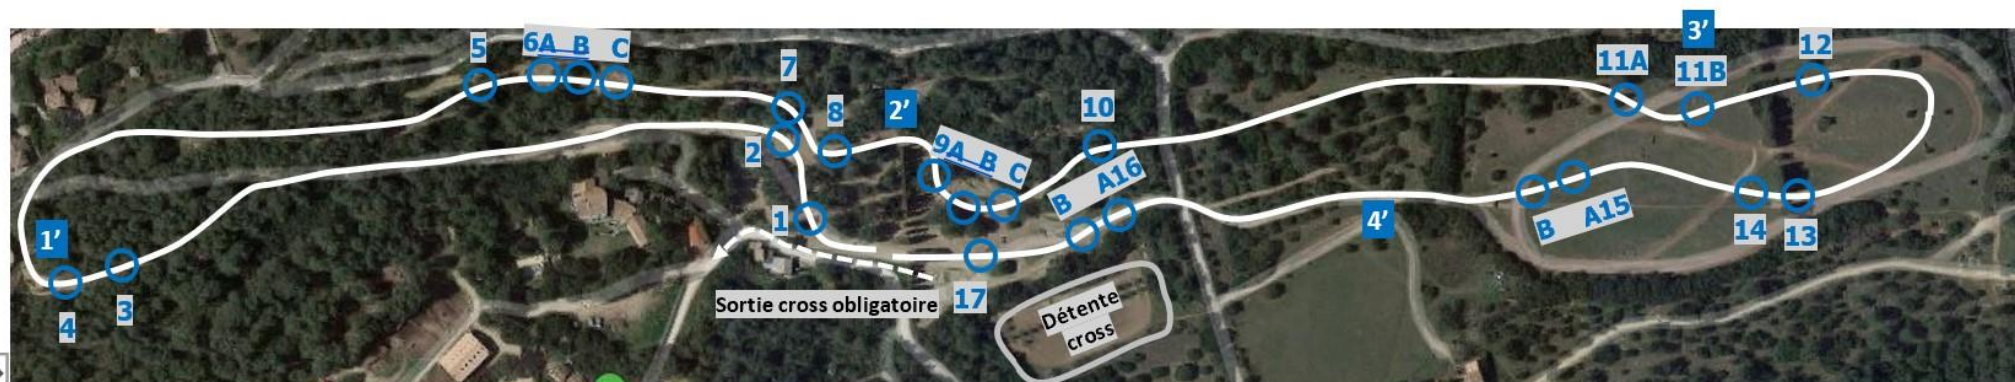 3'
5
6A B C
12
11A
11B
7
8
2'
10
2
9A B C
B A16
1
B A15
1'
4'
14
13
3
4
Sortie cross obligatoire
17
Détente
cross